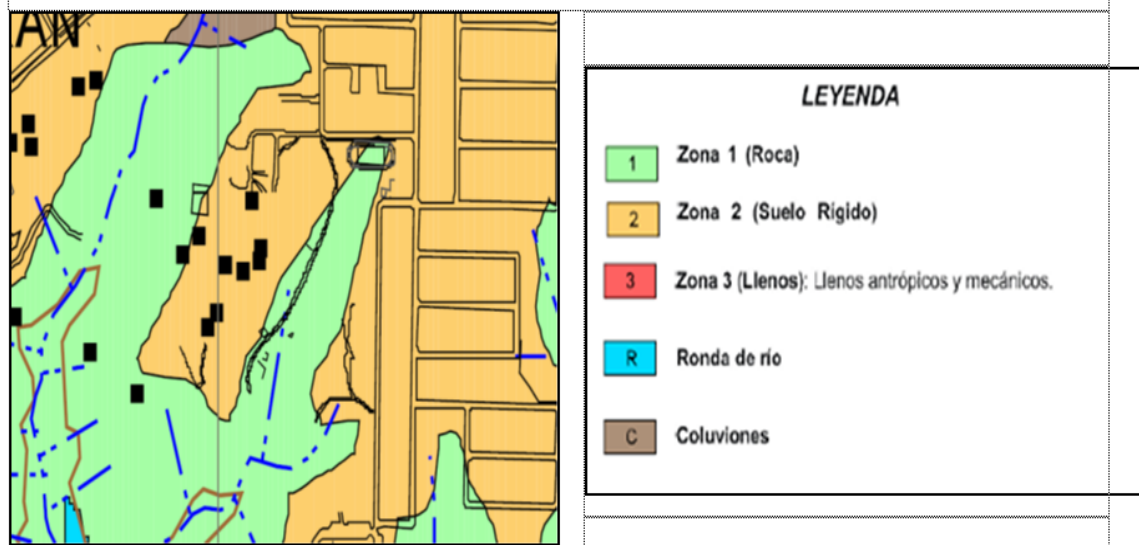 AN
LEYENDA
1 Zona 1 (Roca)
2 Zona 2 (Suelo Rigido)
3 Zona 3 (Llenos): Llenos antrópicos y mecánicos.
R Ronda de río
C Coluviones